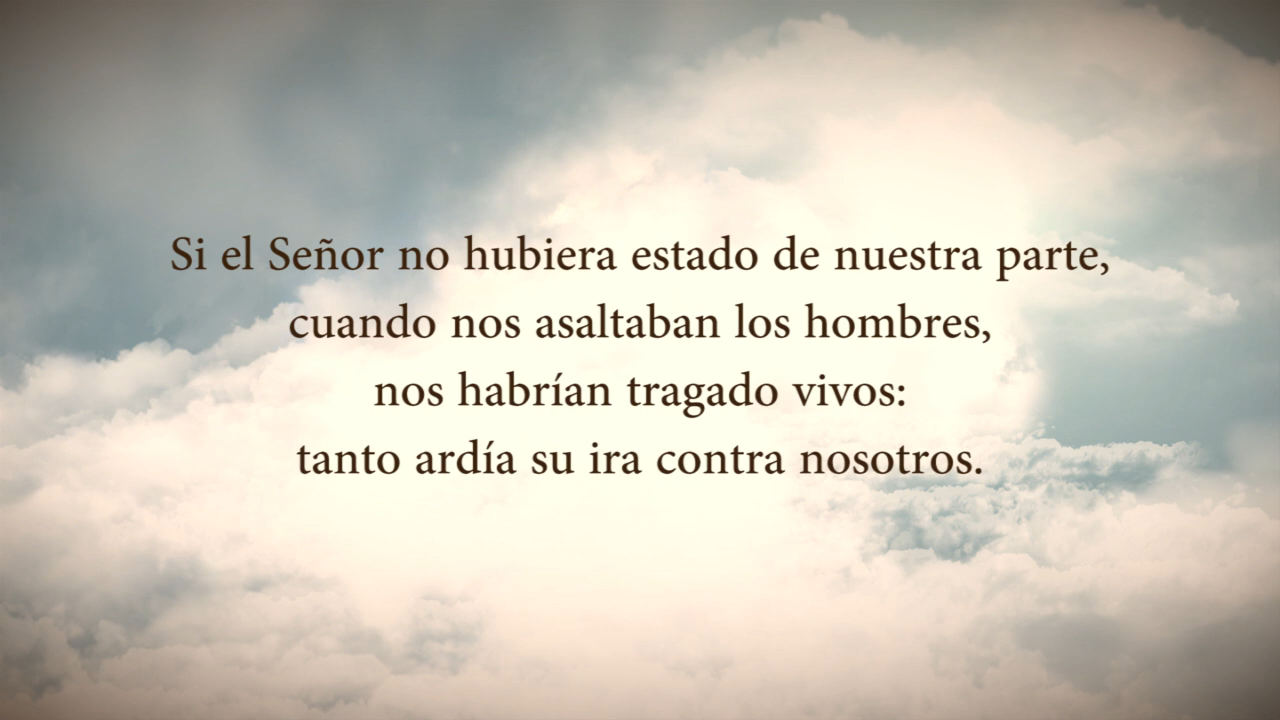 Si el Señor no hubiera estado de nuestra parte,
cuando nos asaltaban los hombres,
nos habrían tragado vivos:
tanto ardía su ira contra nosotros.